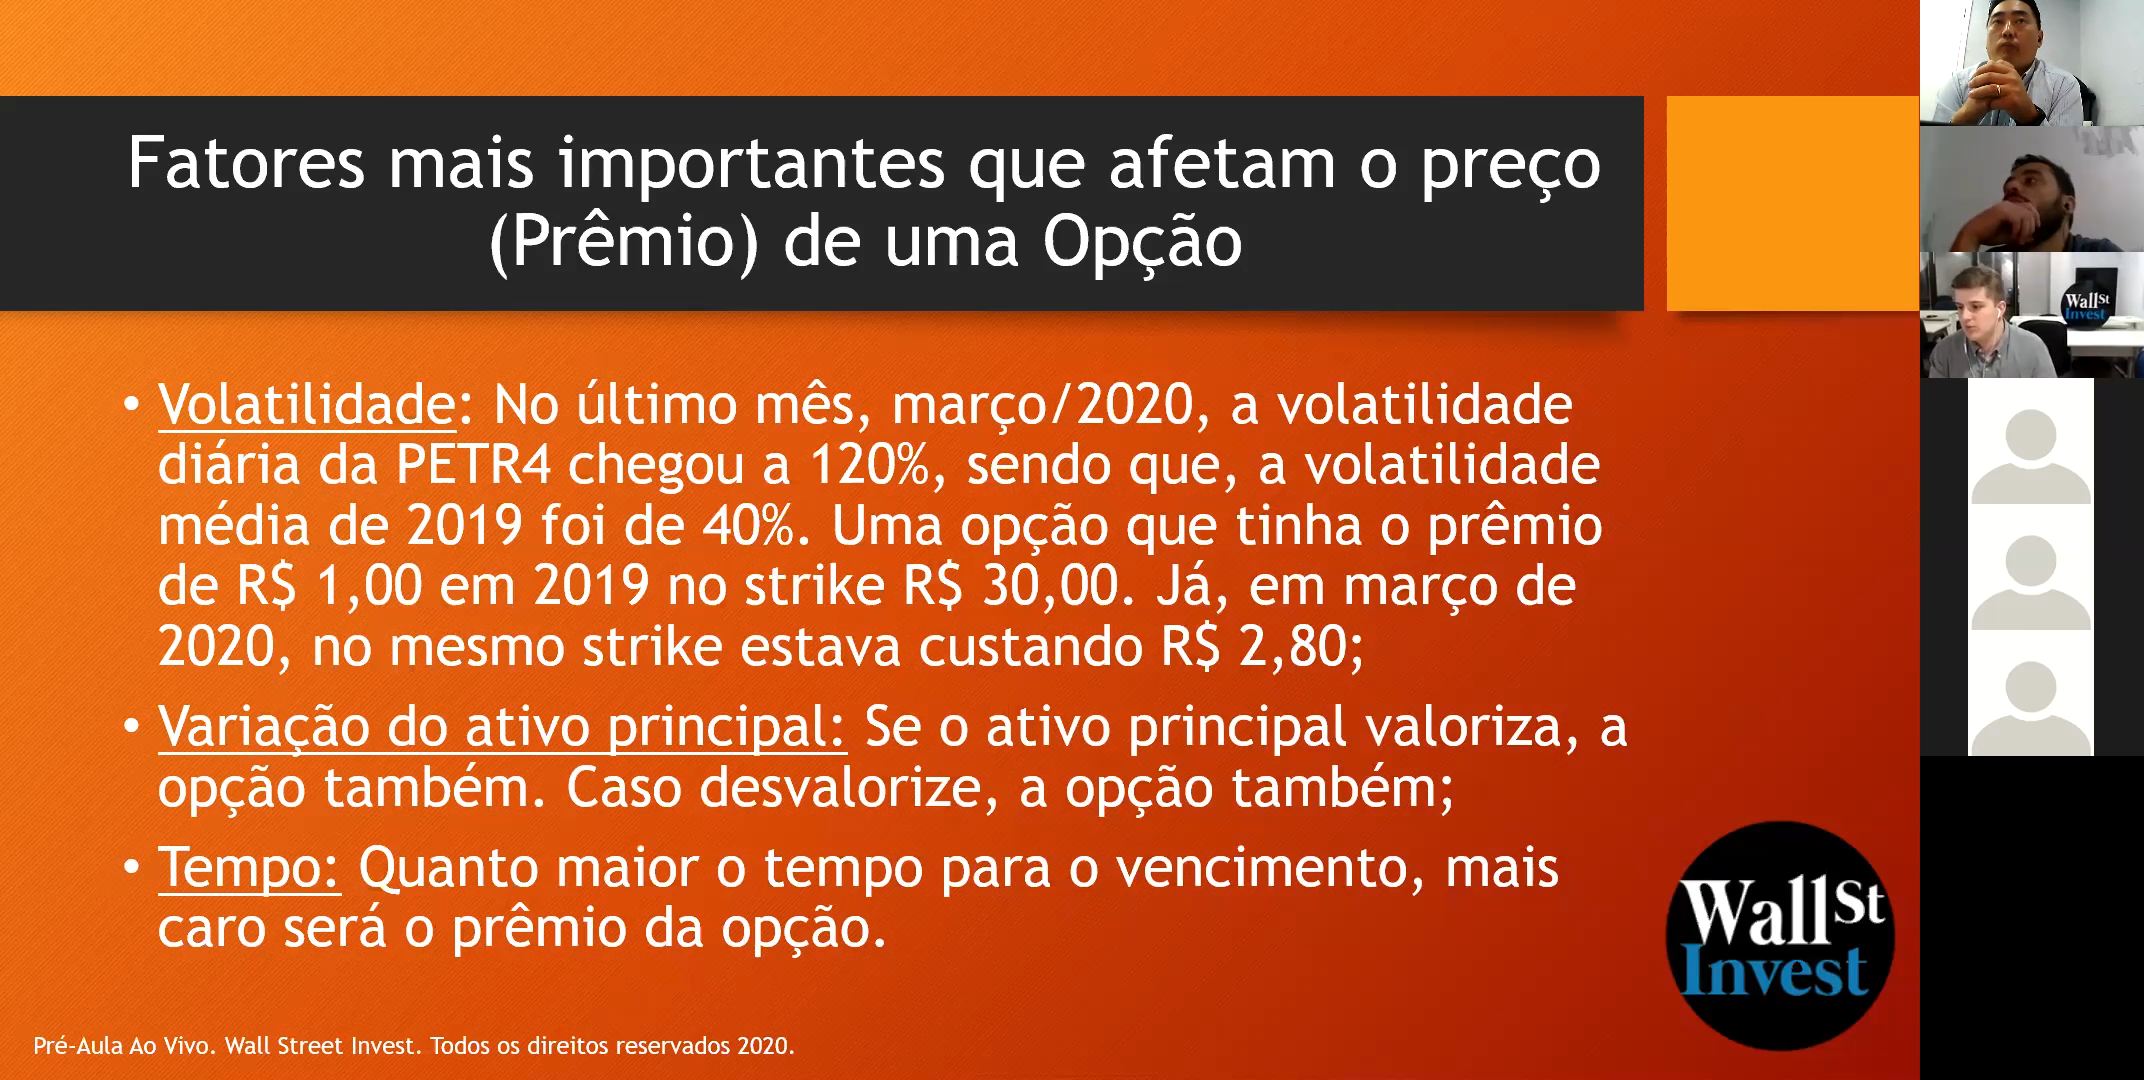 Fatores mais importantes que afetam o preço
(Prêmio) de uma Opção
• Volatilidade: No último mês, março/2020, a volatilidade
diária da PETR4 chegou a 120%, sendo que, a volatilidade
média de 2019 foi de 40%. Uma opção que tinha o prêmio
de R$ 1,00 em 2019 no strike R$ 30,00. Já, em março de
2020, no mesmo strike estava custando R$ 2,80;
• Variação do ativo principal: Se o ativo principal valoriza, a
opção também. Caso desvalorize, a opção também;
• Tempo: Quanto maior o tempo para o vencimento, mais
caro será o prêmio da opção.
Wall St
Invest
Pré-Aula Ao Vivo. Wall Street Invest. Todos os direitos reservados 2020.
Wall St
Invest